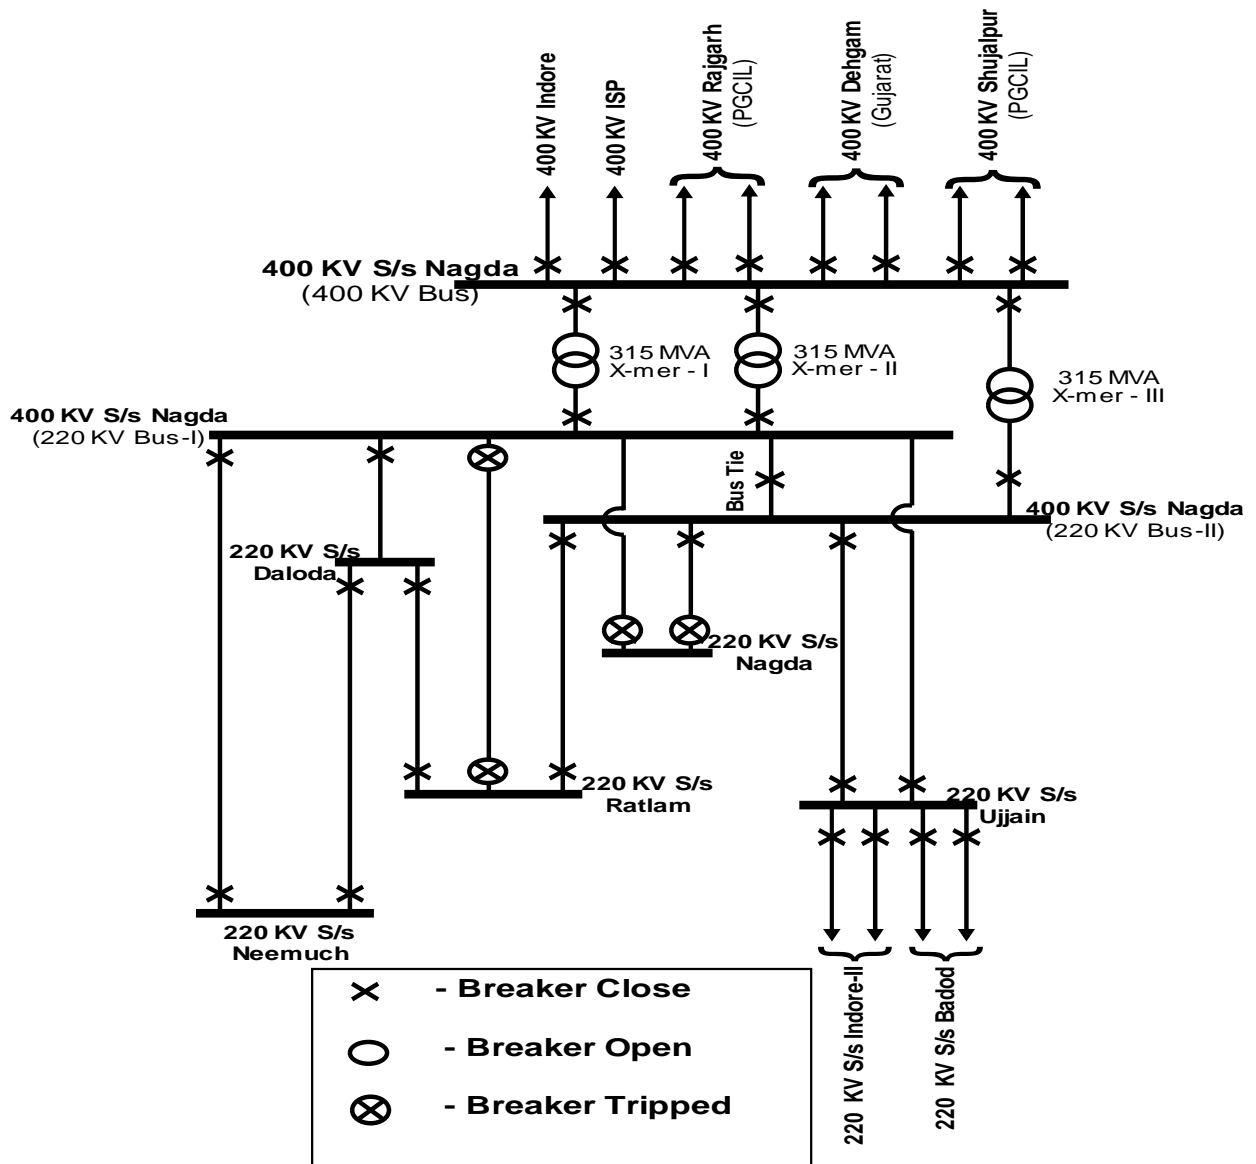 400 KV Indore
400 KV ISP
400 KV Rajgarh
(PGCIL)
400 KV Dehgam
(Gujarat)
400 KV Shujalpur
(PGCIL)
400 KV S/s Nagda
(400 KV Bus)
315 MVA
X-mer - I
315 MVA
X-mer - II
315 MVA
X-mer - III
400 KV S/s Nagda
(220 KV Bus-I)
Bus Tie
400 KV S/s Nagda
(220 KV Bus-II)
220 KV S/s
Daloda
220 KV S/s
Nagda
220 KV S/s
Ratlam
220 KV S/s
Ujjain
220 KV S/s
Neemuch
220 KV S/s Indore-II
220 KV S/s Badod
- Breaker Close
- Breaker Open
- Breaker Tripped